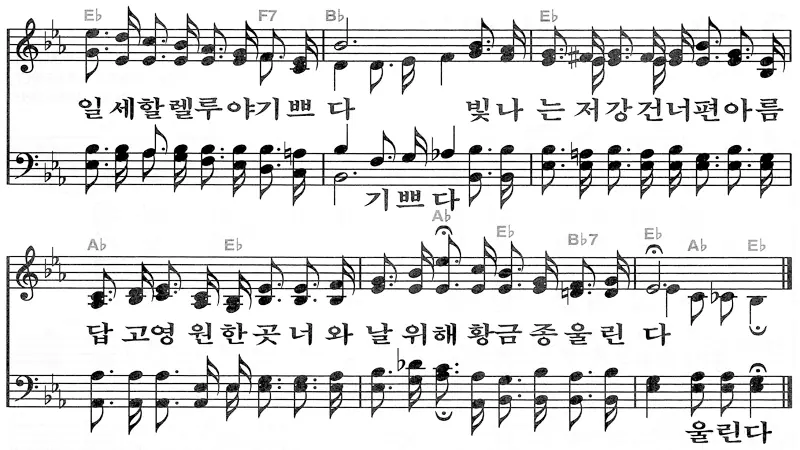 E♭ F7 B♭ E♭
일 세 할 렐 루 야 기 쁘 다 빛 나 는 저 강 건 너 편 아 름
기 쁘 다
A♭ E♭ A♭ E♭ B♭7 E♭ A♭ E♭
답 고 영 원 한 곳 너 와 날 위 해 황 금 종 울 린 다
울 린 다